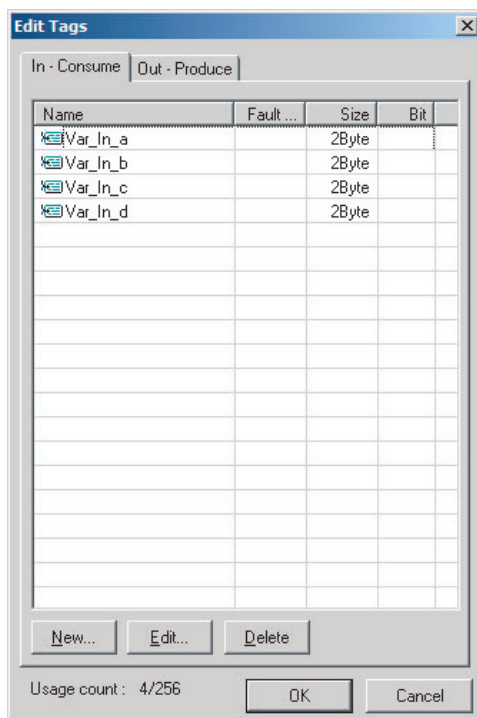 Edit Tags
In - Consume Out - Produce
Name Fault ... Size Bit
Var_In_a 2Byte
Var_In_b 2Byte
Var_In_c 2Byte
Var_In_d 2Byte
New... Edit... Delete
Usage count : 4/256 OK Cancel